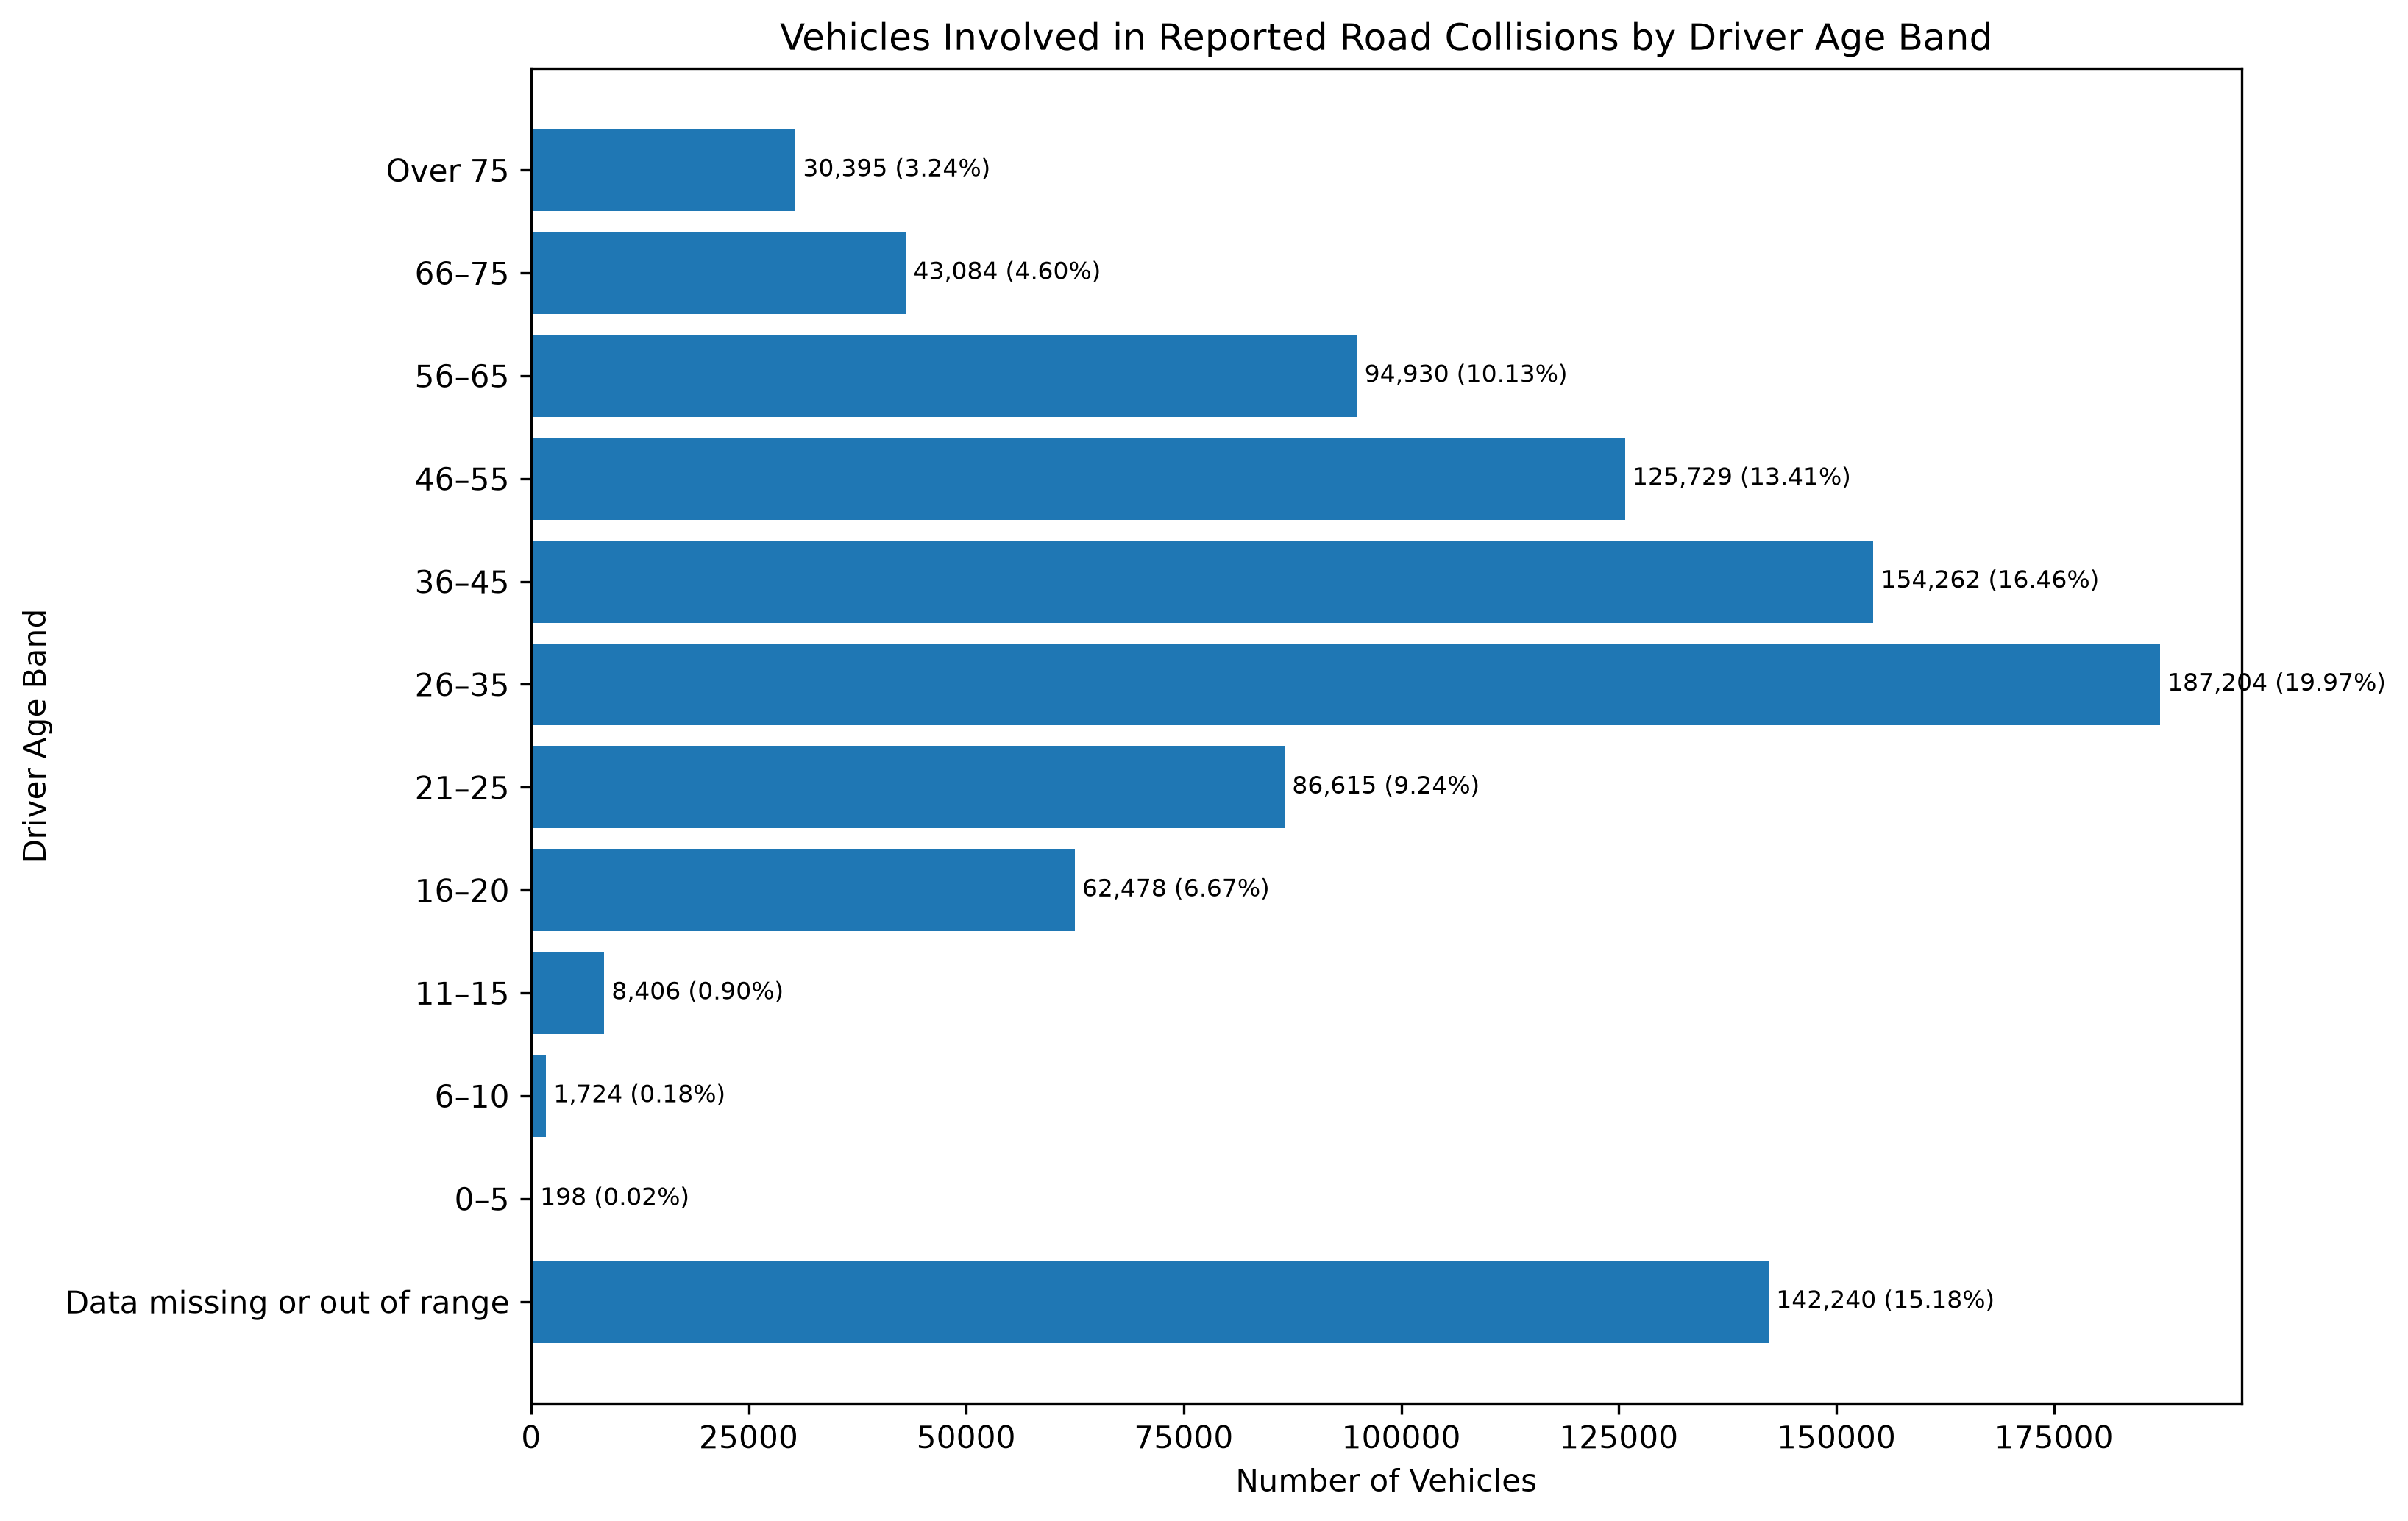 Vehicles Involved in Reported Road Collisions by Driver Age Band
Driver Age Band
Over 75 30,395 (3.24%)
66–75 43,084 (4.60%)
56–65 94,930 (10.13%)
46–55 125,729 (13.41%)
36–45 154,262 (16.46%)
26–35 187,204 (19.97%)
21–25 86,615 (9.24%)
16–20 62,478 (6.67%)
11–15 8,406 (0.90%)
6–10 1,724 (0.18%)
0–5 198 (0.02%)
Data missing or out of range 142,240 (15.18%)
0 25000 50000 75000 100000 125000 150000 175000
Number of Vehicles